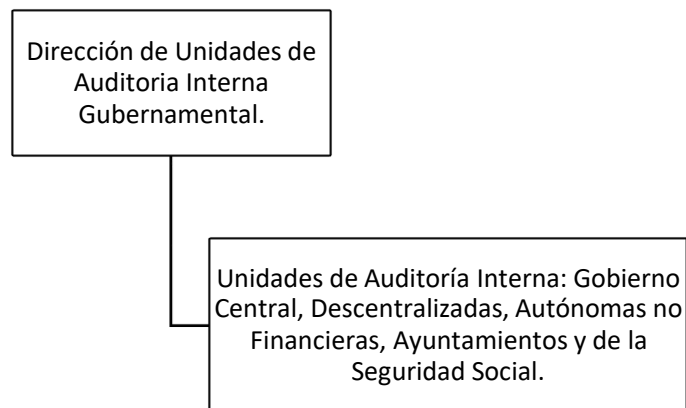 Dirección de Unidades de
Auditoria Interna
Gubernamental.
Unidades de Auditoría Interna: Gobierno
Central, Descentralizadas, Autónomas no
Financieras, Ayuntamientos y de la
Seguridad Social.